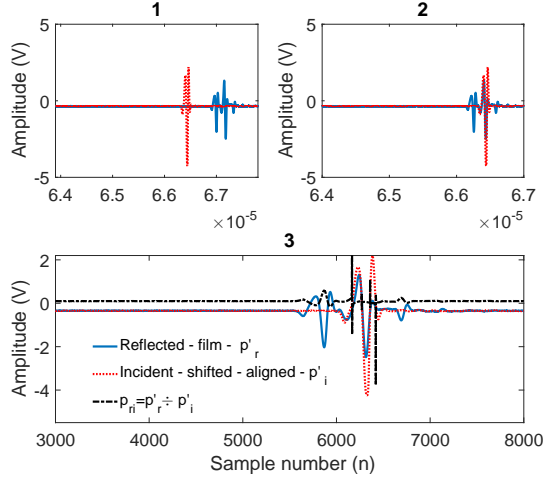 1
2
5
0
-5
Amplitude (V)
6.4 6.5 6.6 6.7
×10-5
5
0
-5
Amplitude (V)
6.4 6.5 6.6 6.7
×10-5
3
2
0
-2
-4
Amplitude (V)
Reflected - film - p'r
Incident - shifted - aligned - p'i
pri=p'r ÷ p'i
3000 4000 5000 6000 7000 8000
Sample number (n)